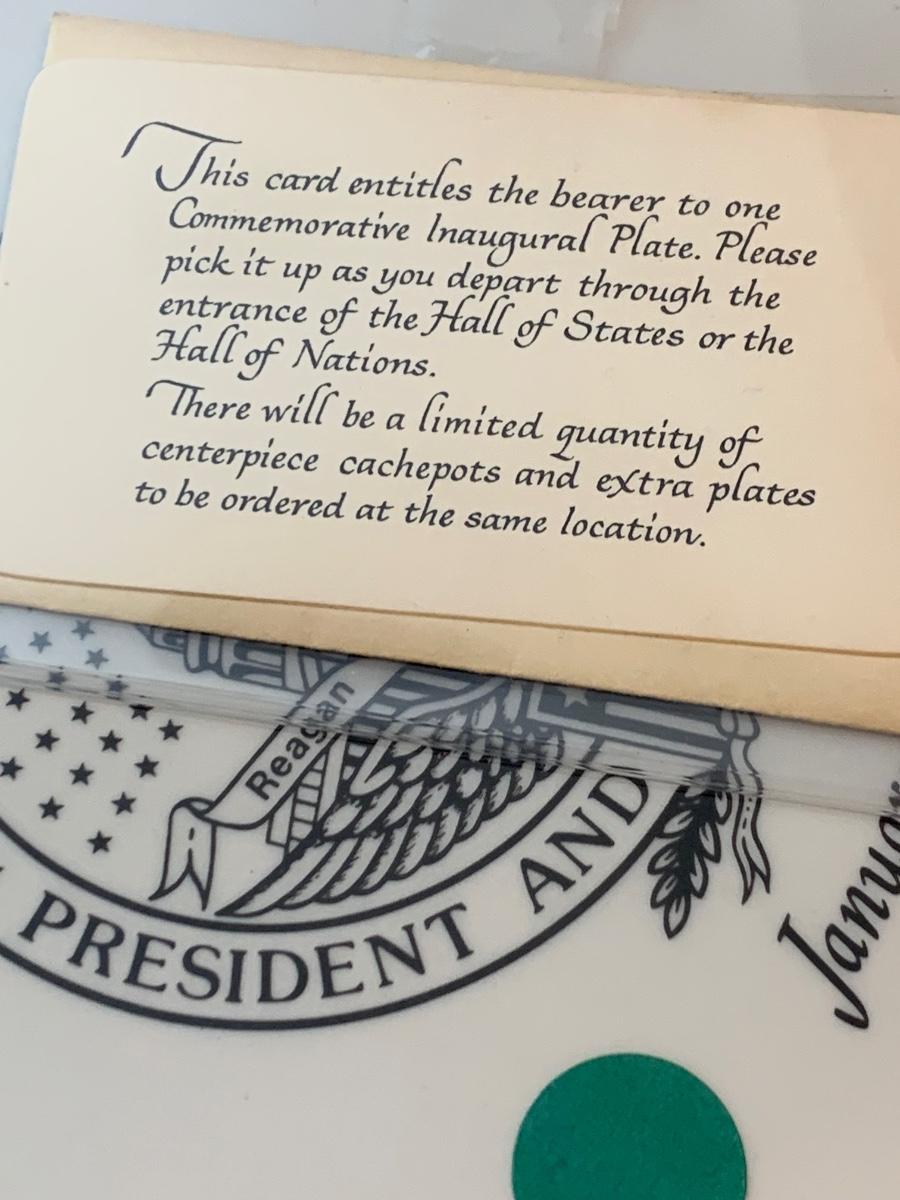 This card entitles the bearer to one
Commemorative Inaugural Plate. Please
pick it up as you depart through the
entrance of the Hall of States or the
Hall of Nations.
There will be a limited quantity of
centerpiece cachepots and extra plates
to be ordered at the same location.
Reagan
PRESIDENT AND